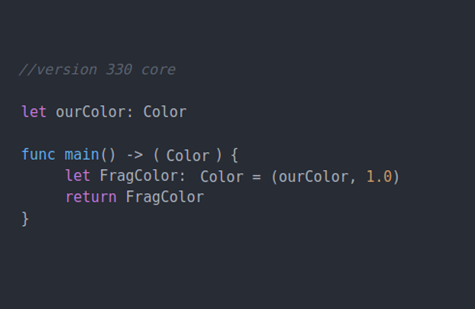 //version 330 core
let ourColor: Color
func main() -> ( Color ) {
let FragColor: Color = (ourColor, 1.0)
return FragColor
}